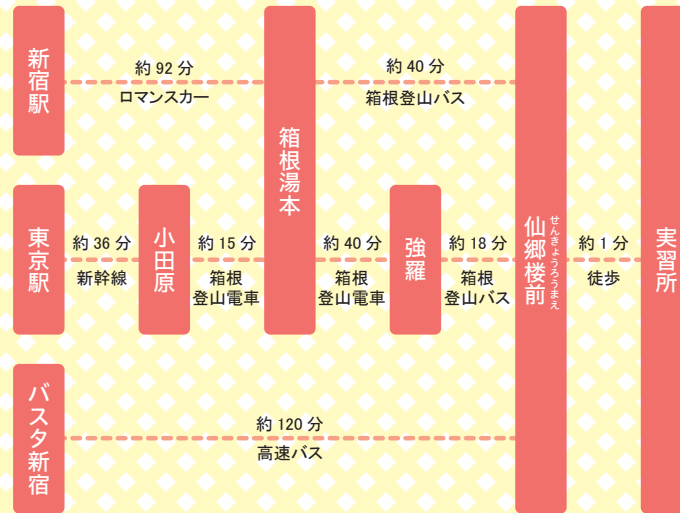 新宿駅
約 92 分
ロマンスカー
箱根湯本
約 40 分
箱根登山バス
東京駅
約 36 分
新幹線
小田原
約 15 分
箱根
登山電車
約 40 分
箱根
登山電車
強羅
約 18 分
箱根
登山バス
仙郷楼前
せんきょうろうまえ
約 1 分
徒歩
実習所
バスタ新宿
約 120 分
高速バス